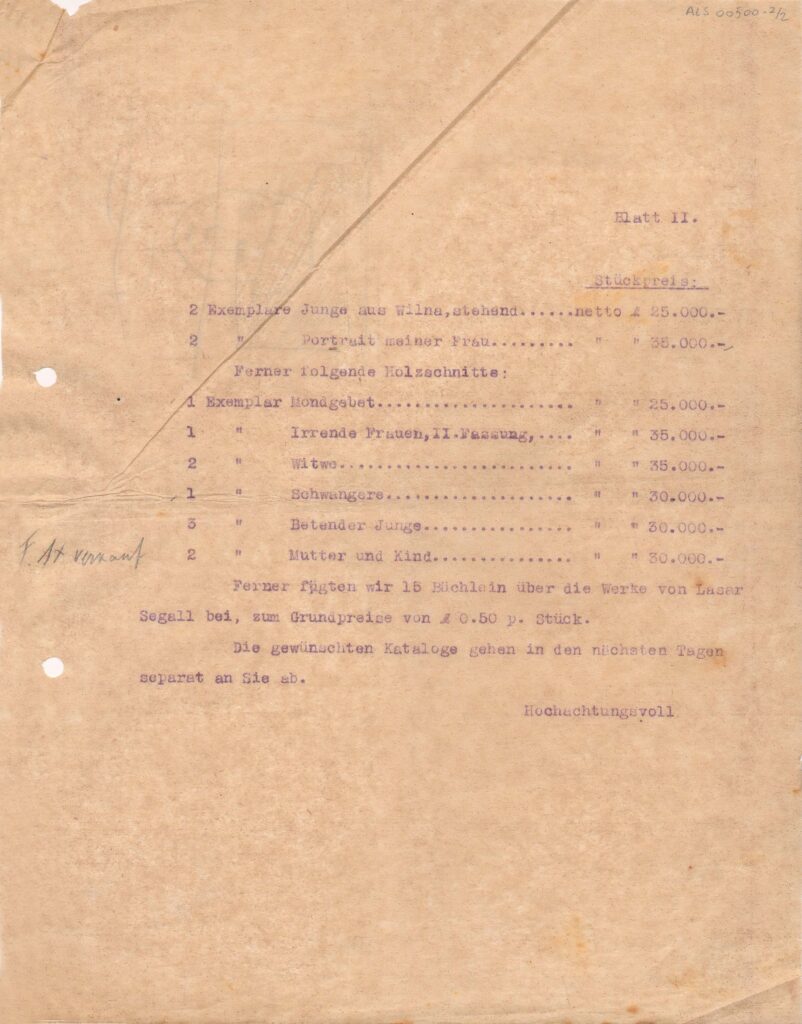 ALS 00500-2/2
Blatt II.
Stückpreis:
2 Exemplare Junge aus Wilna,stehend......netto M 25.000.-
2 " Portrait meiner Frau......... " " 35.000.-
Ferner folgende Holzschnitte:
1 Exemplar Mondgebet...................... " " 25.000.-
1 " Irrende Frauen,II.Fassung,.... " " 35.000.-
2 " Witwe.......................... " " 35.000.-
1 " Schwangere..................... " " 30.000.-
3 " Betender Junge................. " " 30.000.-
verkauf
2 " Mutter und Kind................ " " 30.000.-
Ferner fügten wir 15 Büchlein über die Werke von Lasar
Segall bei, zum Grundpreise von M 0.50 p. Stück.
Die gewünschten Kataloge gehen in den nächsten Tagen
separat an Sie ab.
Hochachtungsvoll